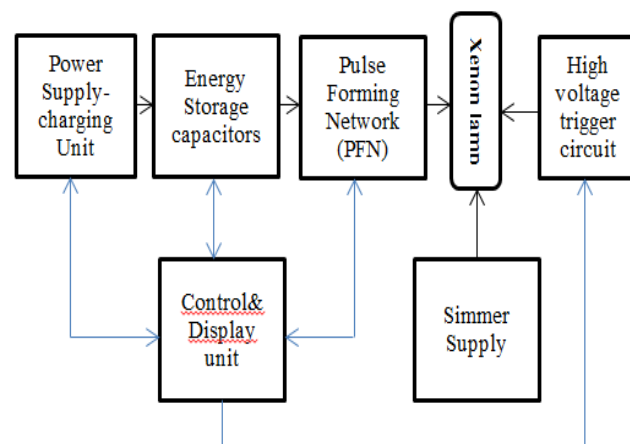 Power
Supply-
charging
Unit
Energy
Storage
capacitors
Pulse
Forming
Network
(PFN)
Xenon lamp
High
voltage
trigger
circuit
Control&
Display
unit
Simmer
Supply